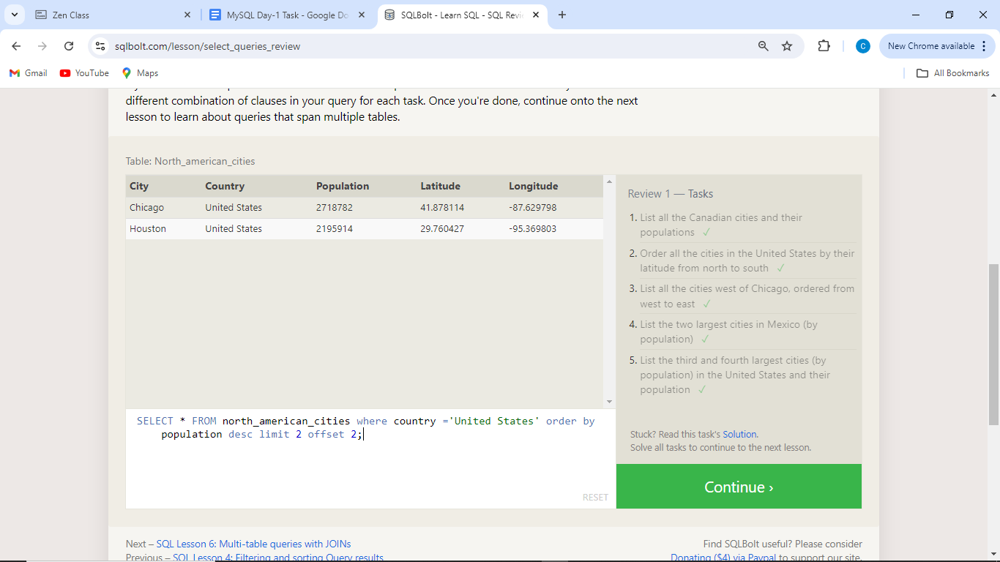 Zen Class
MySQL Day-1 Task - Google Do
SQLBolt - Learn SQL - SQL Revi
sqlbolt.com/lesson/select_queries_review
C
New Chrome available
Gmail
YouTube
Maps
All Bookmarks
different combination of clauses in your query for each task. Once you're done, continue onto the next
lesson to learn about queries that span multiple tables.
Table: North_american_cities
City Country Population Latitude Longitude
Chicago United States 2718782 41.878114 -87.629798
Houston United States 2195914 29.760427 -95.369803
SELECT * FROM north_american_cities where country ='United States' order by
population desc limit 2 offset 2;
RESET
Review 1 — Tasks
1. List all the Canadian cities and their
populations ✓
2. Order all the cities in the United States by their
latitude from north to south ✓
3. List all the cities west of Chicago, ordered from
west to east ✓
4. List the two largest cities in Mexico (by
population) ✓
5. List the third and fourth largest cities (by
population) in the United States and their
population ✓
Stuck? Read this task's Solution.
Solve all tasks to continue to the next lesson.
Continue ›
Next – SQL Lesson 6: Multi-table queries with JOINs
Previous – SQL Lesson 4: Filtering and sorting Query results
Find SQLBolt useful? Please consider
Donating ($4) via Paypal to support our site.